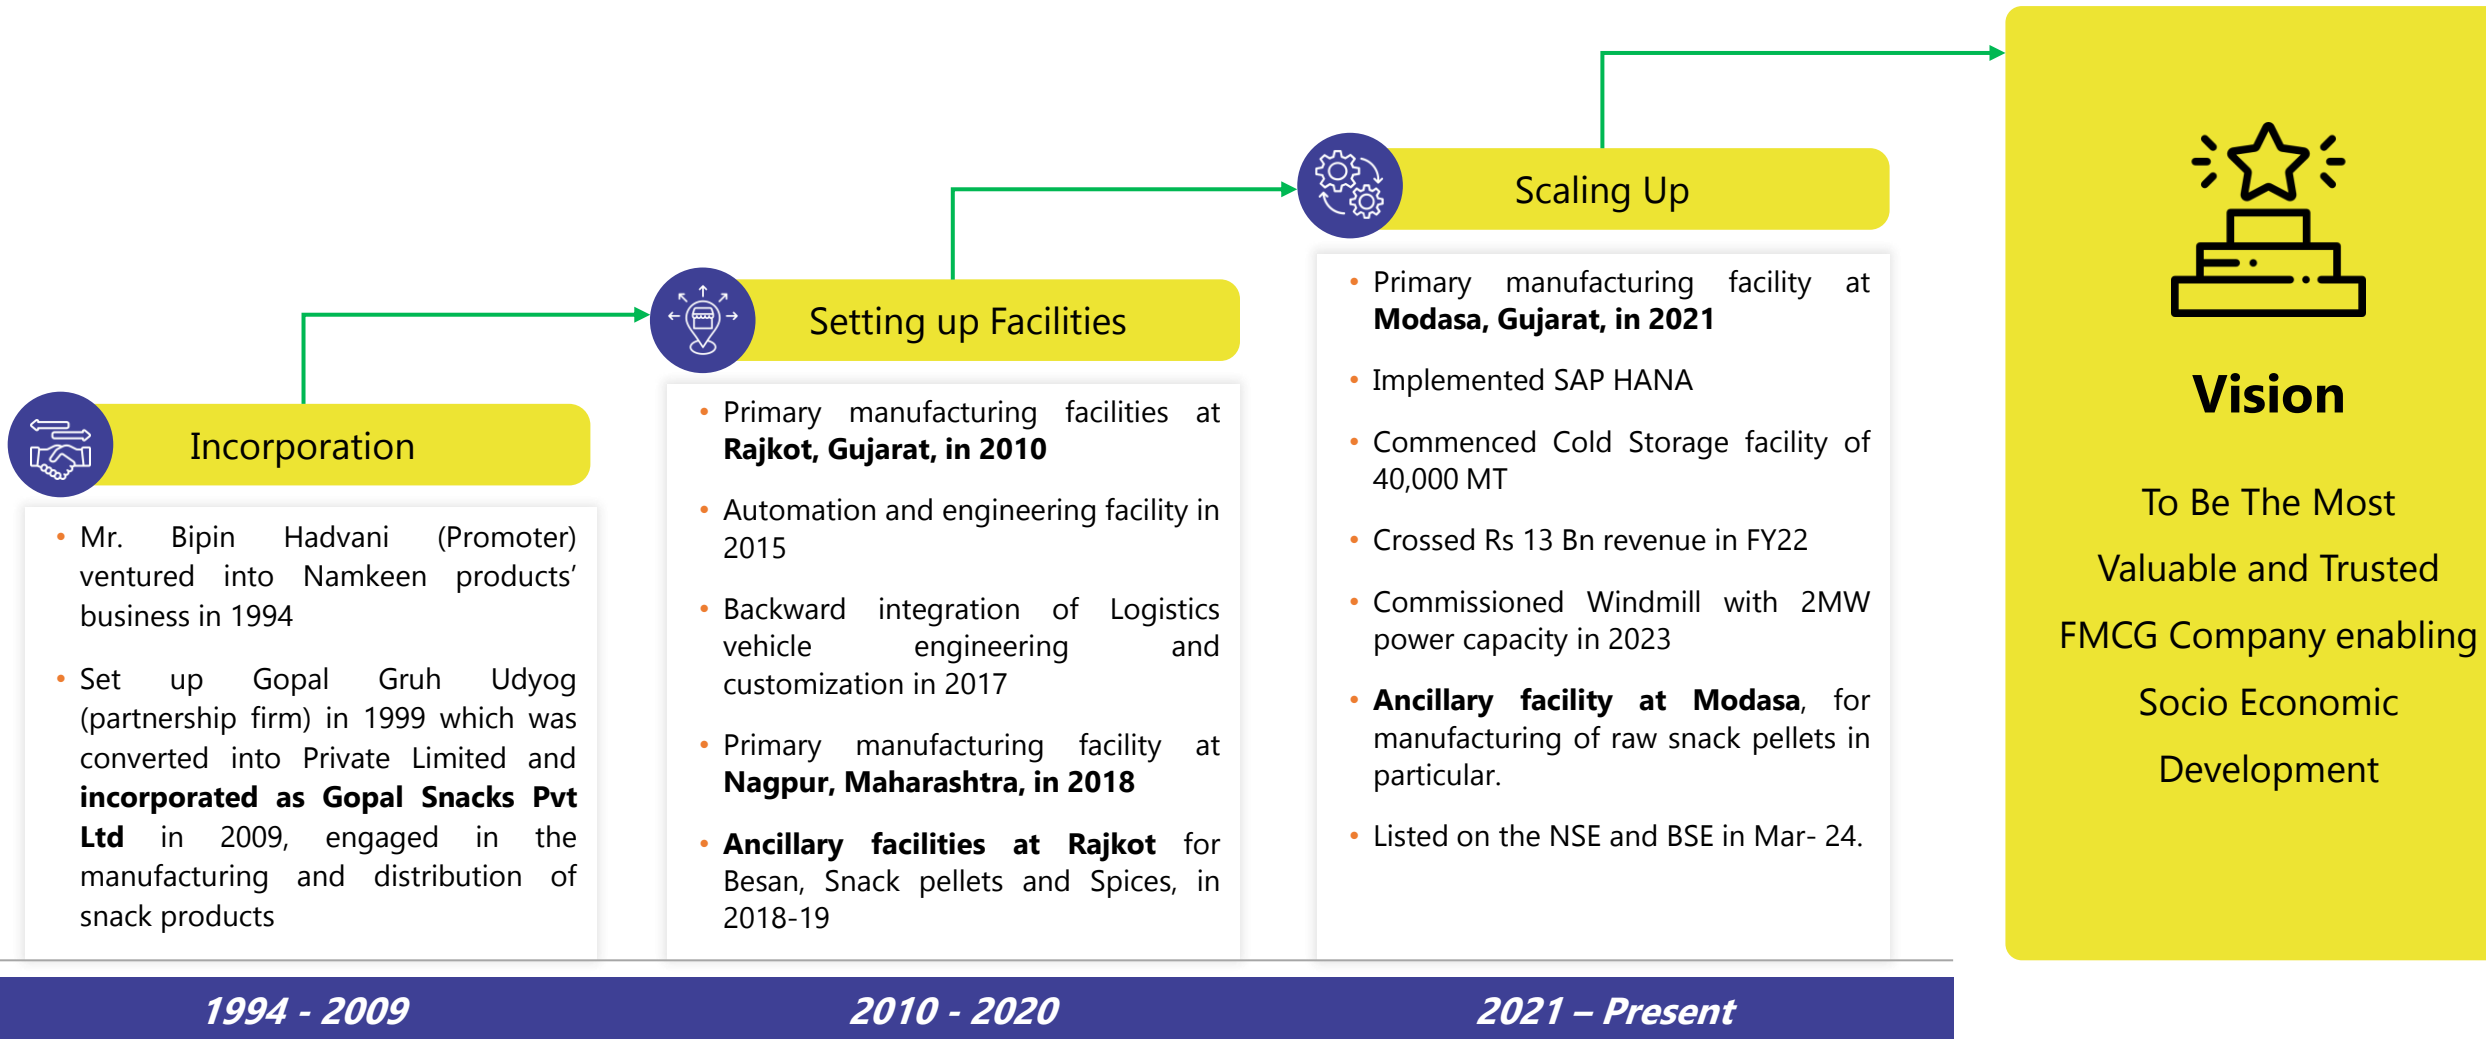 Incorporation
• Mr. Bipin Hadvani (Promoter)
ventured into Namkeen products’
business in 1994
• Set up Gopal Gruh Udyog
(partnership firm) in 1999 which was
converted into Private Limited and
incorporated as Gopal Snacks Pvt
Ltd in 2009, engaged in the
manufacturing and distribution of
snack products
1994 - 2009
Setting up Facilities
• Primary manufacturing facilities at
Rajkot, Gujarat, in 2010
• Automation and engineering facility in
2015
• Backward integration of Logistics
vehicle engineering and
customization in 2017
• Primary manufacturing facility at
Nagpur, Maharashtra, in 2018
• Ancillary facilities at Rajkot for
Besan, Snack pellets and Spices, in
2018-19
2010 - 2020
Scaling Up
• Primary manufacturing facility at
Modasa, Gujarat, in 2021
• Implemented SAP HANA
• Commenced Cold Storage facility of
40,000 MT
• Crossed Rs 13 Bn revenue in FY22
• Commissioned Windmill with 2MW
power capacity in 2023
• Ancillary facility at Modasa, for
manufacturing of raw snack pellets in
particular.
• Listed on the NSE and BSE in Mar- 24.
2021 – Present
Vision
To Be The Most
Valuable and Trusted
FMCG Company enabling
Socio Economic
Development